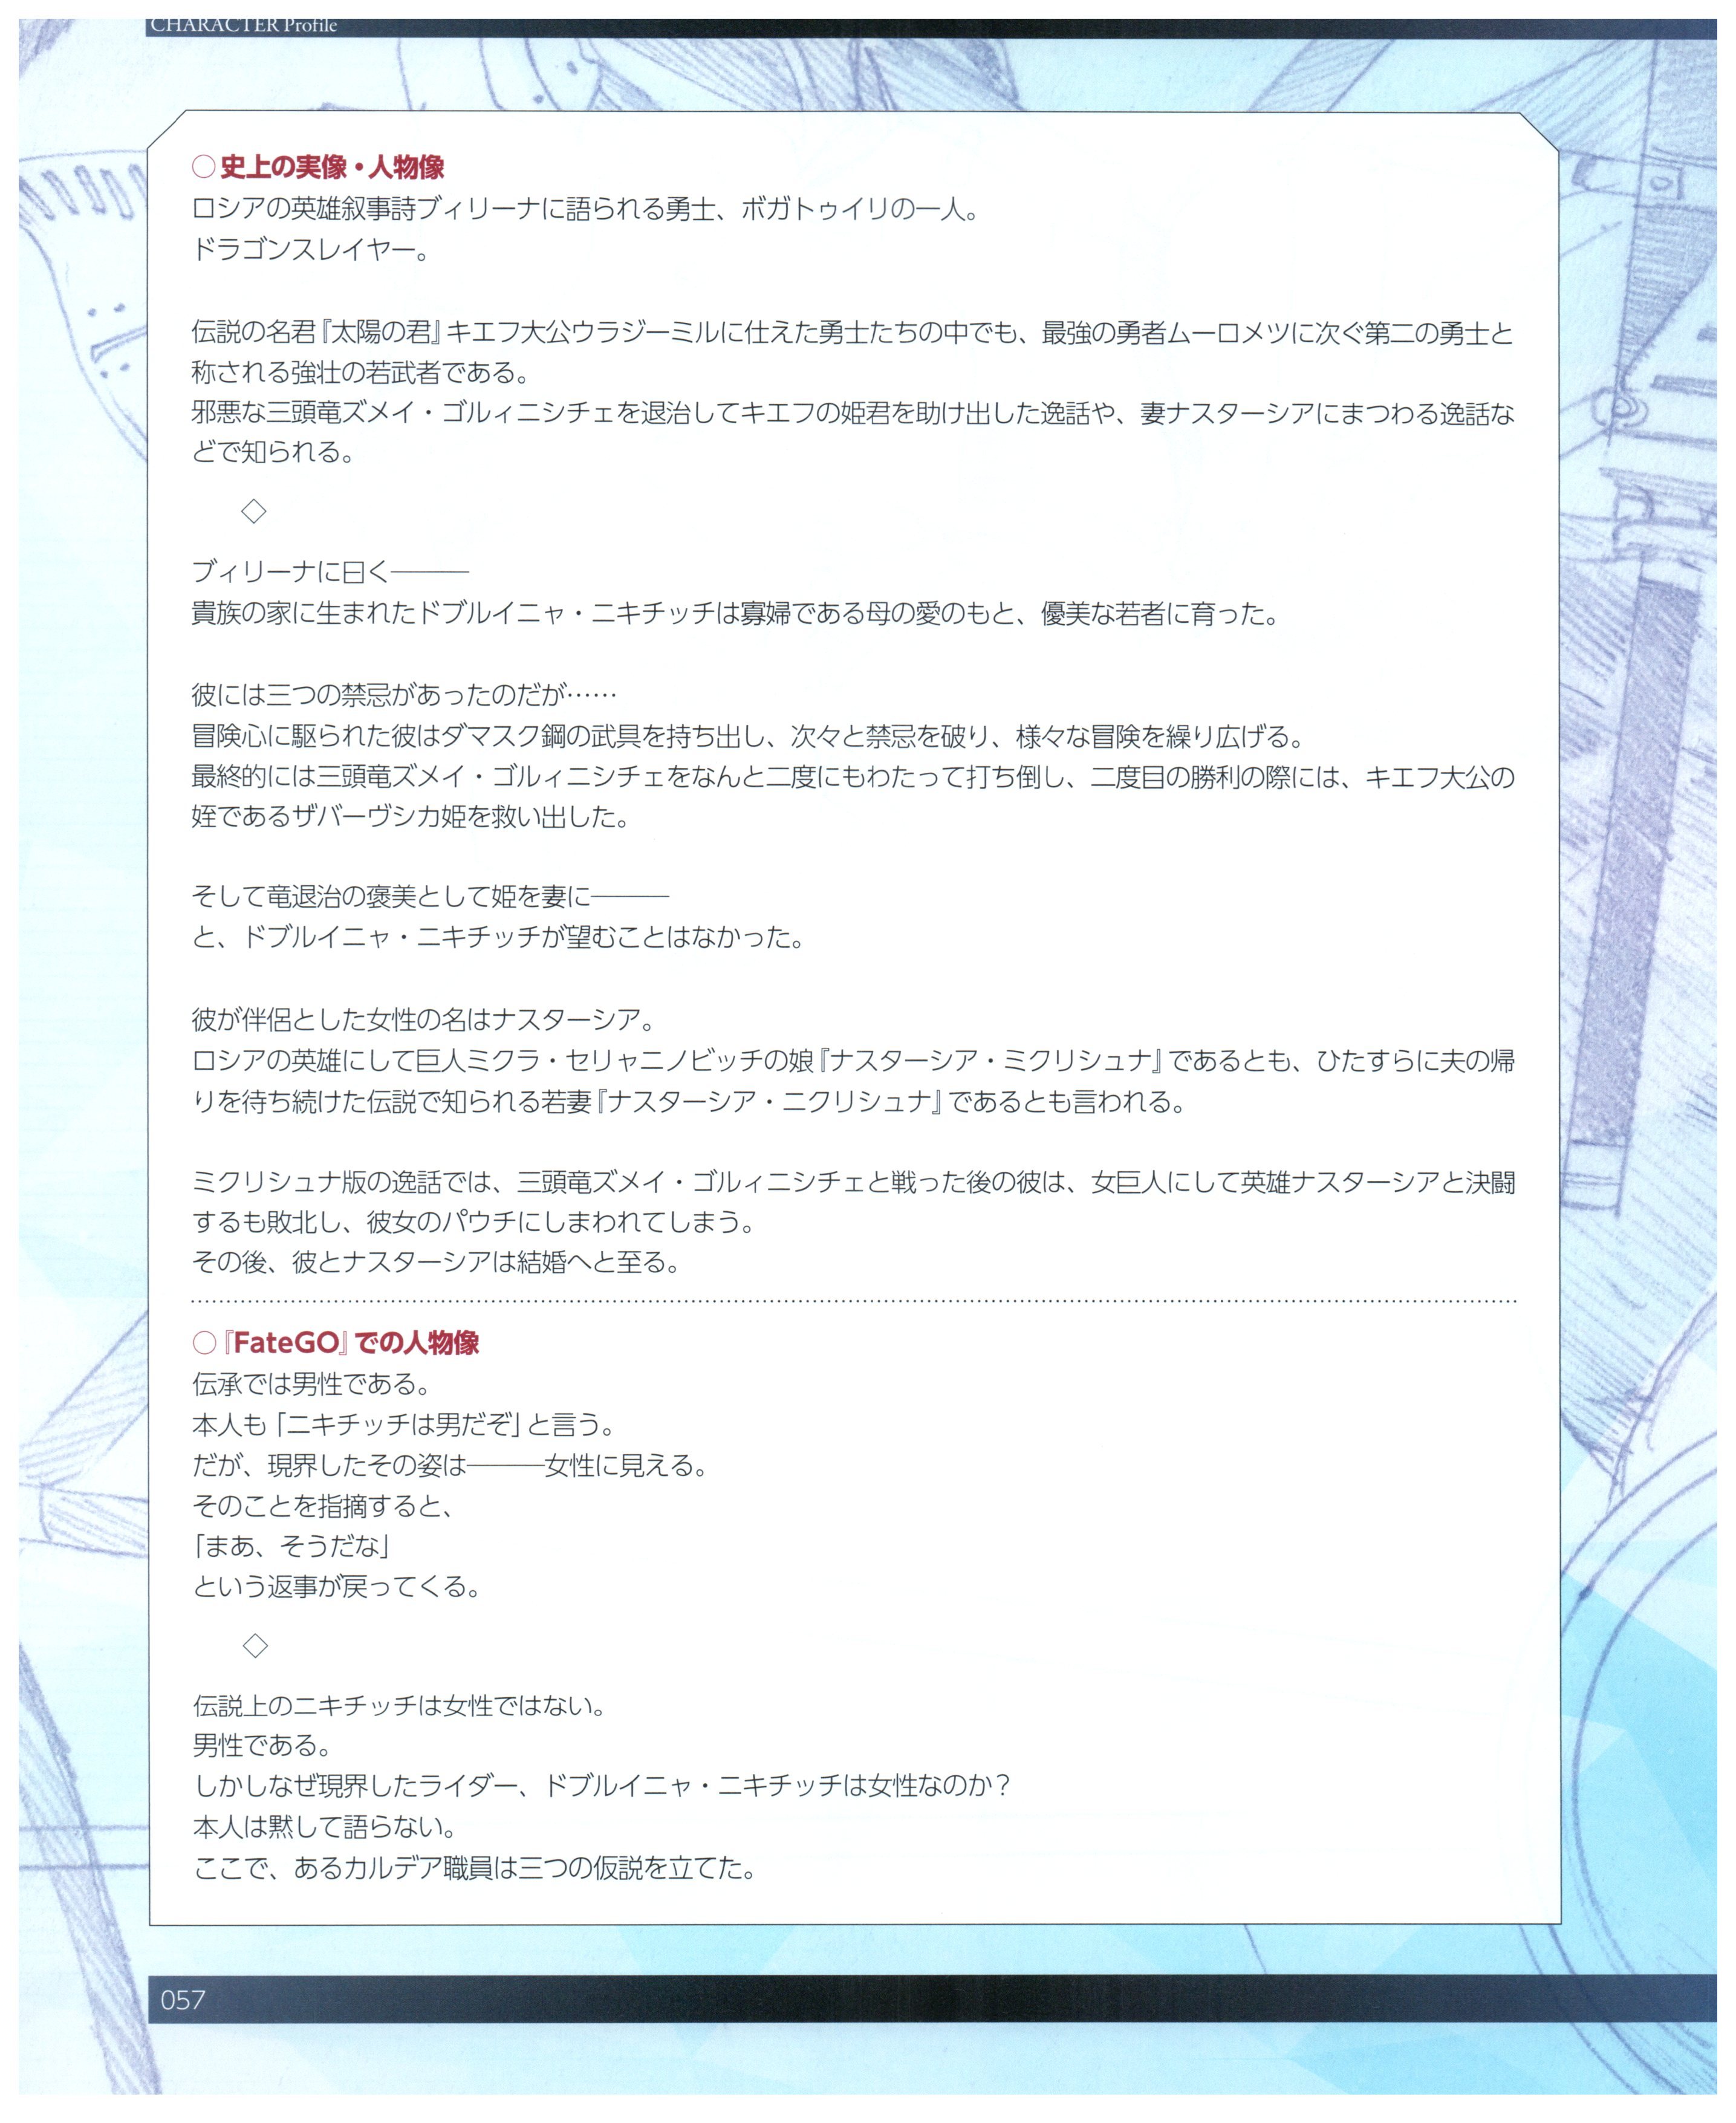 CHARACTER Profile
○史上の実像・人物像
ロシアの英雄叙事詩ブィリーナに語られる勇士、ボガトゥイリの一人。
ドラゴンスレイヤー。
伝説の名君『太陽の君』キエフ大公ウラジーミルに仕えた勇士たちの中でも、最強の勇者ムーロメツに次ぐ第二の勇士と
称される強壮の若武者である。
邪悪な三頭竜ズメイ・ゴルィニシチェを退治してキエフの姫君を助け出した逸話や、妻ナスターシアにまつわる逸話な
どで知られる。
◇
ブィリーナに曰く―――
貴族の家に生まれたドブルイニャ・ニキチッチは寡婦である母の愛のもと、優美な若者に育った。
彼には三つの禁忌があったのだが……
冒険心に駆られた彼はダマスク鋼の武具を持ち出し、次々と禁忌を破り、様々な冒険を繰り広げる。
最終的には三頭竜ズメイ・ゴルィニシチェをなんと二度にもわたって打ち倒し、二度目の勝利の際には、キエフ大公の
姪であるザバーヴシカ姫を救い出した。
そして竜退治の褒美として姫を妻に―――
と、ドブルイニャ・ニキチッチが望むことはなかった。
彼が伴侶とした女性の名はナスターシア。
ロシアの英雄にして巨人ミクラ・セリャニノビッチの娘『ナスターシア・ミクリシュナ』であるとも、ひたすらに夫の帰
りを待ち続けた伝説で知られる若妻『ナスターシア・ニクリシュナ』であるとも言われる。
ミクリシュナ版の逸話では、三頭竜ズメイ・ゴルィニシチェと戦った後の彼は、女巨人にして英雄ナスターシアと決闘
するも敗北し、彼女のパウチにしまわれてしまう。
その後、彼とナスターシアは結婚へと至る。
○『FateGO』での人物像
伝承では男性である。
本人も「ニキチッチは男だぞ」と言う。
だが、現界したその姿は―――女性に見える。
そのことを指摘すると、
「まあ、そうだな」
という返事が戻ってくる。
◇
伝説上のニキチッチは女性ではない。
男性である。
しかしなぜ現界したライダー、ドブルイニャ・ニキチッチは女性なのか？
本人は黙して語らない。
ここで、あるカルデア職員は三つの仮説を立てた。
057